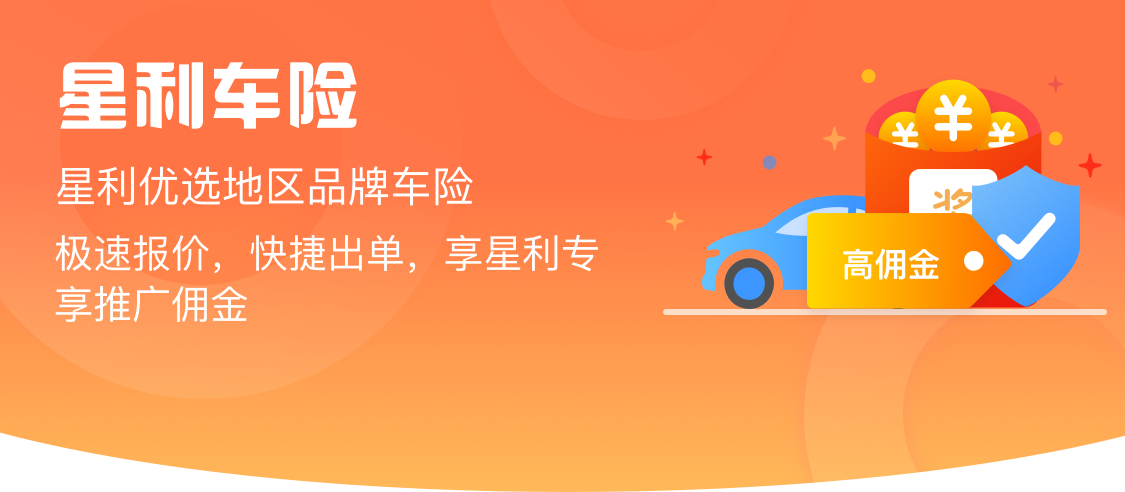 星利车险
星利优选地区品牌车险
极速报价，快捷出单，享星利专
享推广佣金
¥ ¥ ¥
奖
高佣金